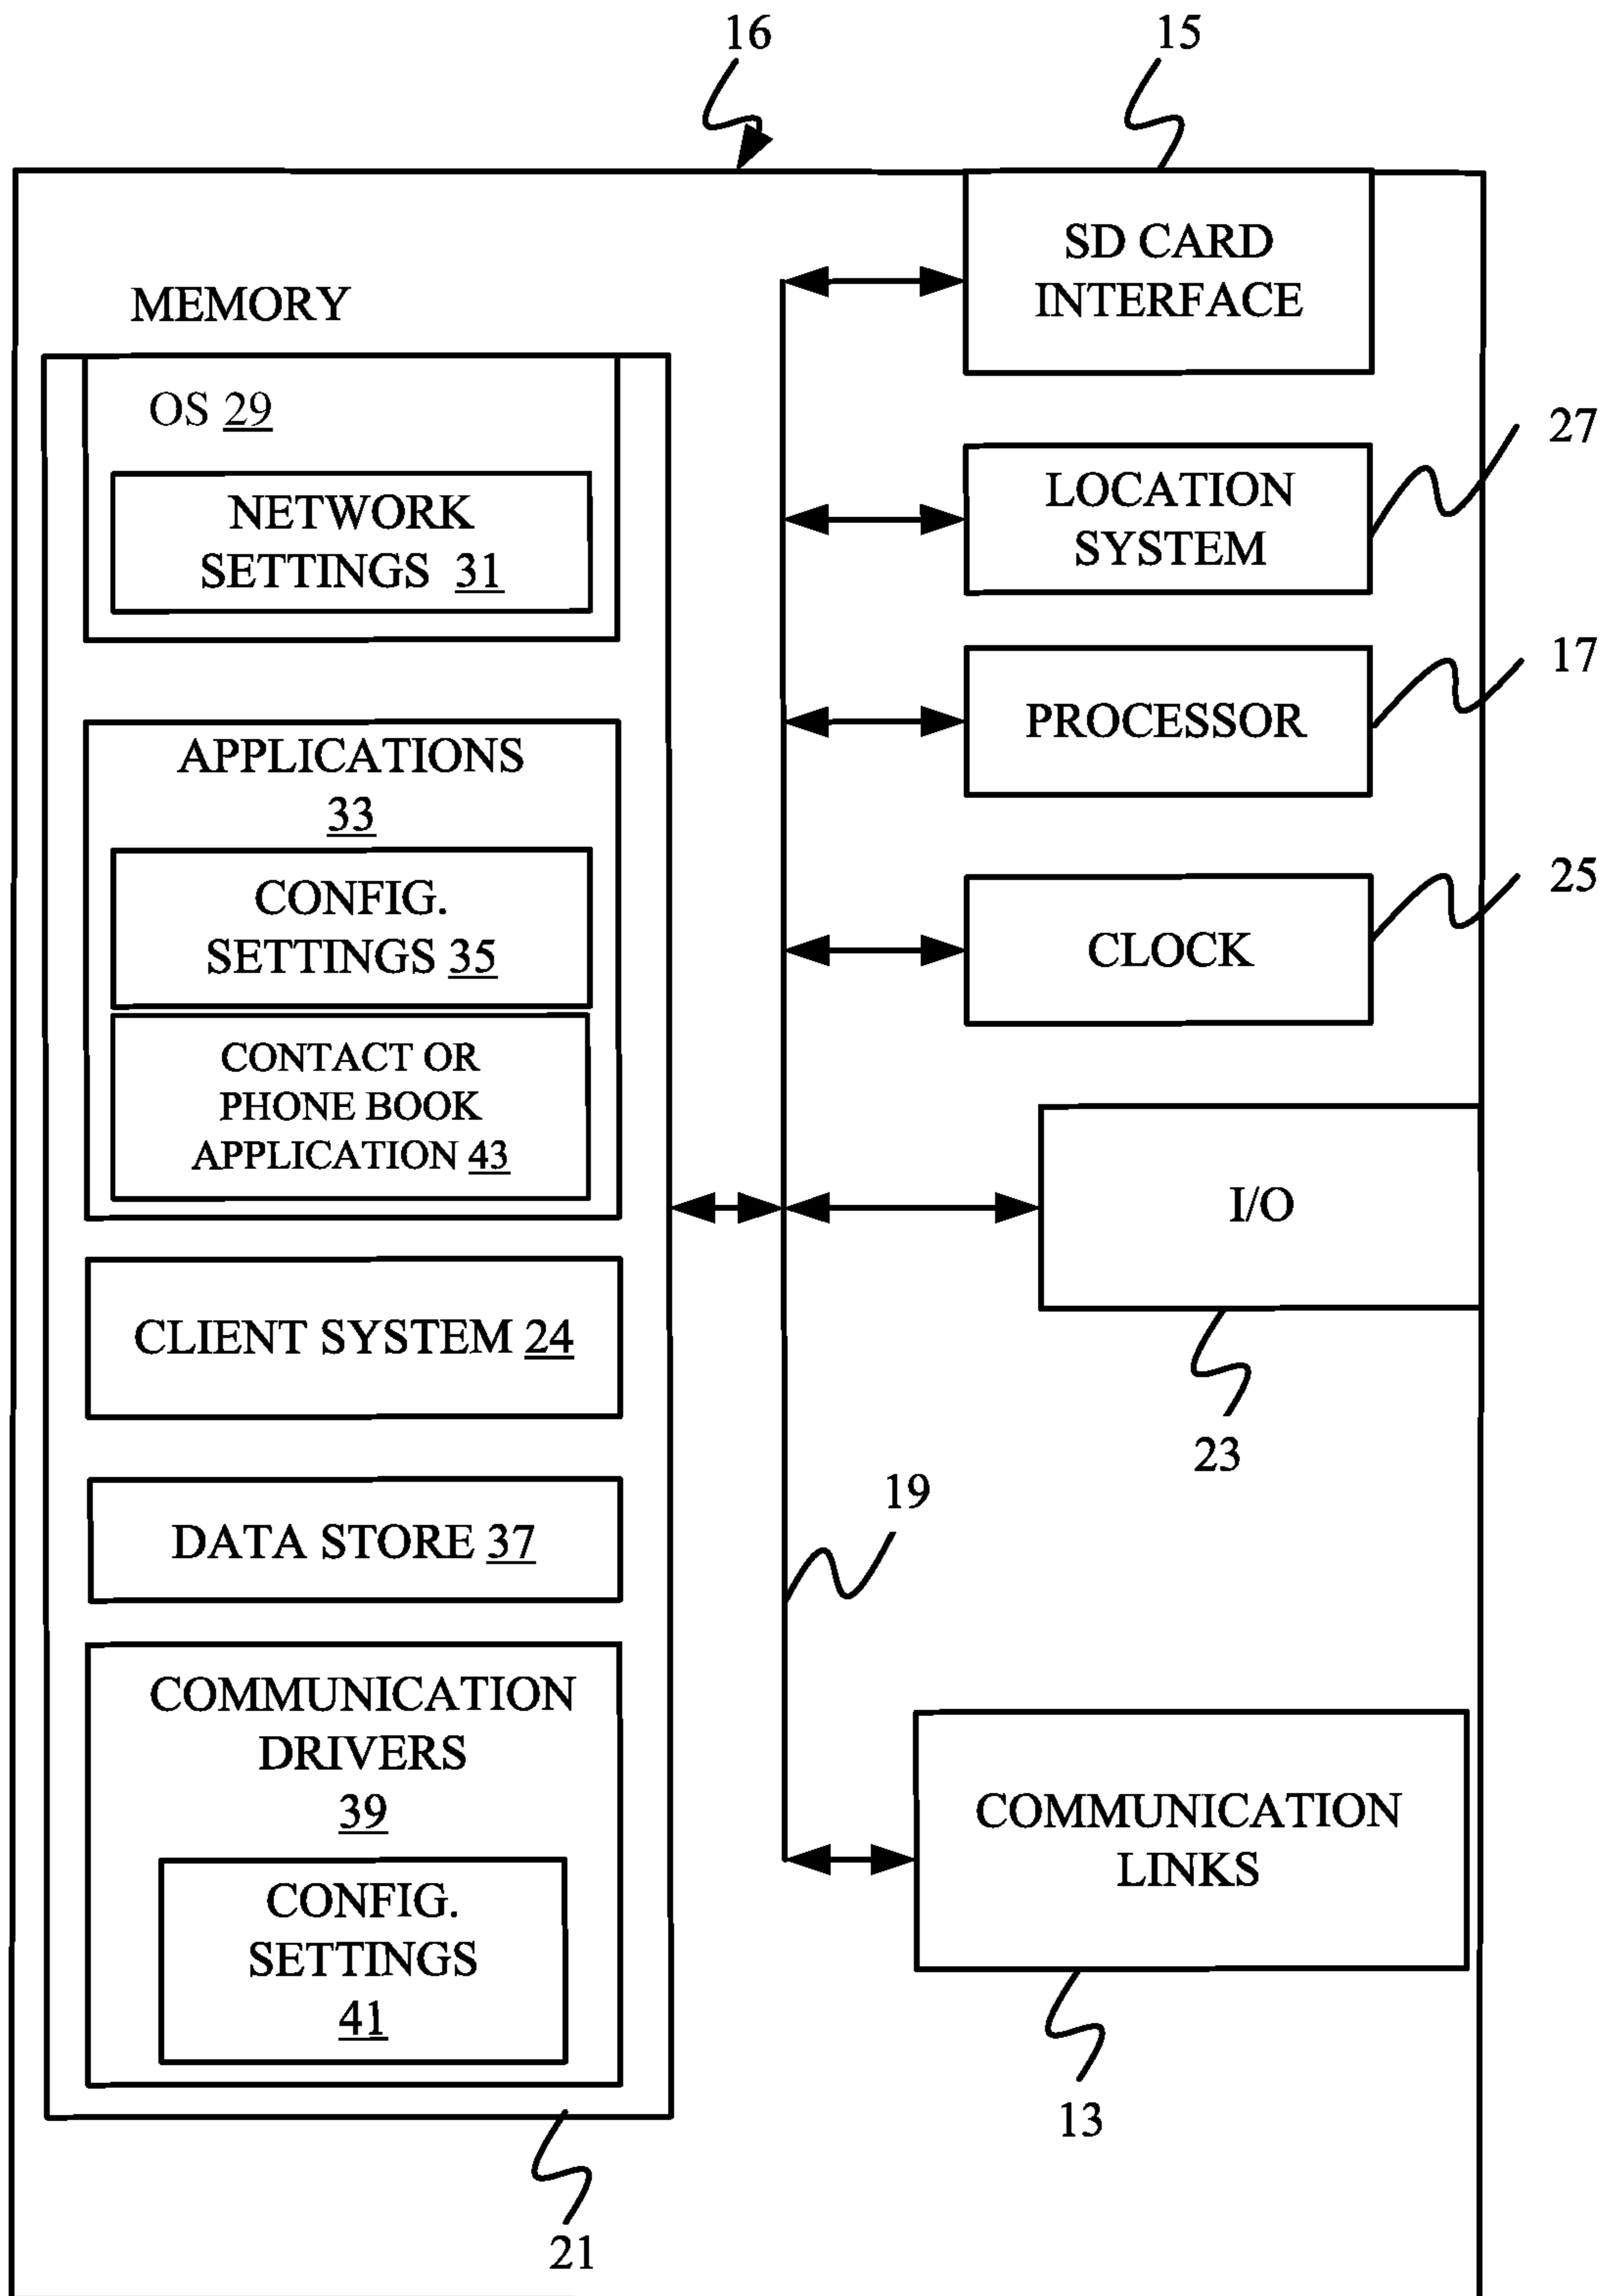 16
15
SD CARD
INTERFACE
MEMORY
OS 29
27
NETWORK
SETTINGS 31
LOCATION
SYSTEM
17
PROCESSOR
APPLICATIONS
33
25
CONFIG.
SETTINGS 35
CLOCK
CONTACT OR
PHONE BOOK
APPLICATION 43
I/O
CLIENT SYSTEM 24
23
19
DATA STORE 37
COMMUNICATION
DRIVERS
39
COMMUNICATION
LINKS
CONFIG.
SETTINGS
41
13
21